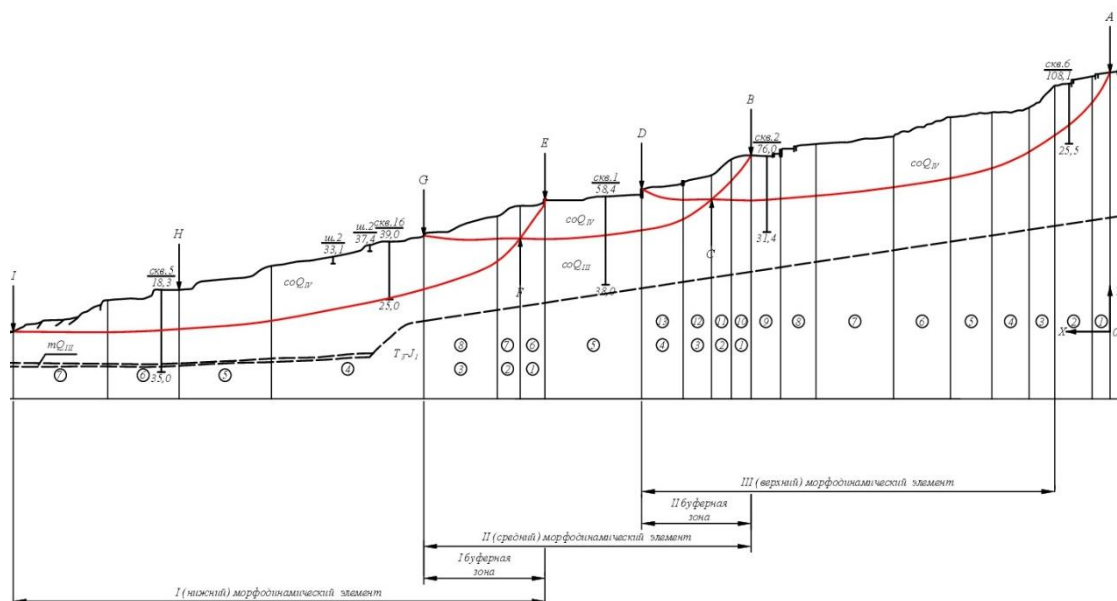 A
скв.6
108,1
B
скв.2
76,0
coQIV
25,5
D
E
скв.1
58,4
G
coQIV
31,4
ш.2 скв.16
ш.2 37,4 39,0
33,1
H
C
скв.5
18,3
coQIV
coQIII
F
I
25,0
38,0
13 12 11 10 9 8 7 6 5 4 3 2 1
X 0
mQIII
T3-J1
8 7 6 5 4 3 2 1
35,0
7 6 5 4 3 2 1
III (верхний) морфодинамический элемент
II буферная
зона
II (средний) морфодинамический элемент
I буферная
зона
I (нижний) морфодинамический элемент